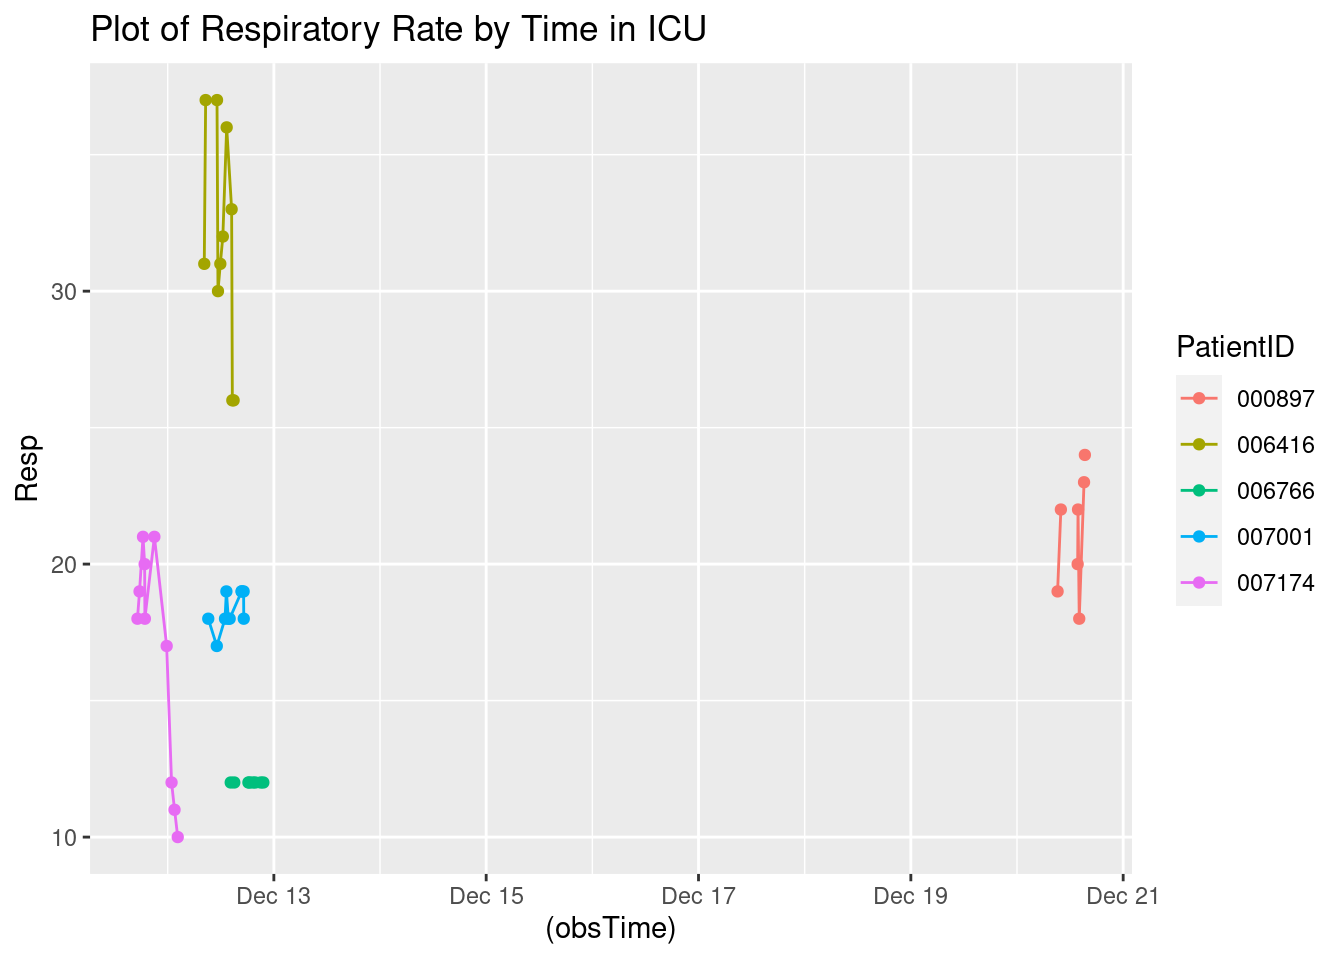 Plot of Respiratory Rate by Time in ICU
Resp
30
20
10
Dec 13
Dec 15
Dec 17
Dec 19
Dec 21
(obsTime)
PatientID
000897
006416
006766
007001
007174